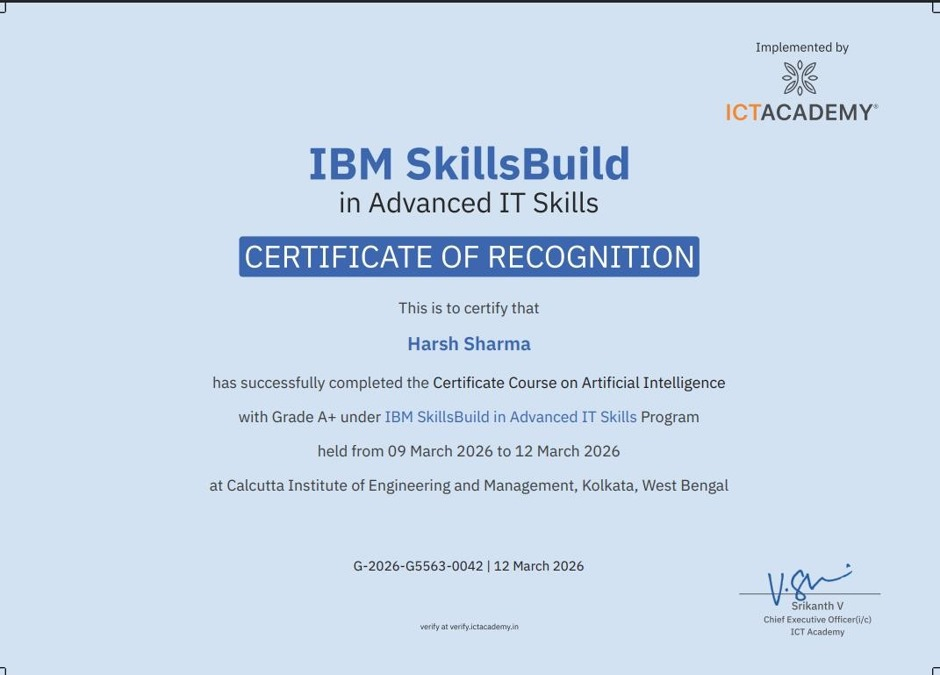 Implemented by
ICTACADEMY®
IBM SkillsBuild
in Advanced IT Skills
CERTIFICATE OF RECOGNITION
This is to certify that
Harsh Sharma
has successfully completed the Certificate Course on Artificial Intelligence
with Grade A+ under IBM SkillsBuild in Advanced IT Skills Program
held from 09 March 2026 to 12 March 2026
at Calcutta Institute of Engineering and Management, Kolkata, West Bengal
G-2026-G5563-0042 | 12 March 2026
V.Sri
Srikanth V
Chief Executive Officer(i/c)
ICT Academy
verify at verify.ictacademy.in